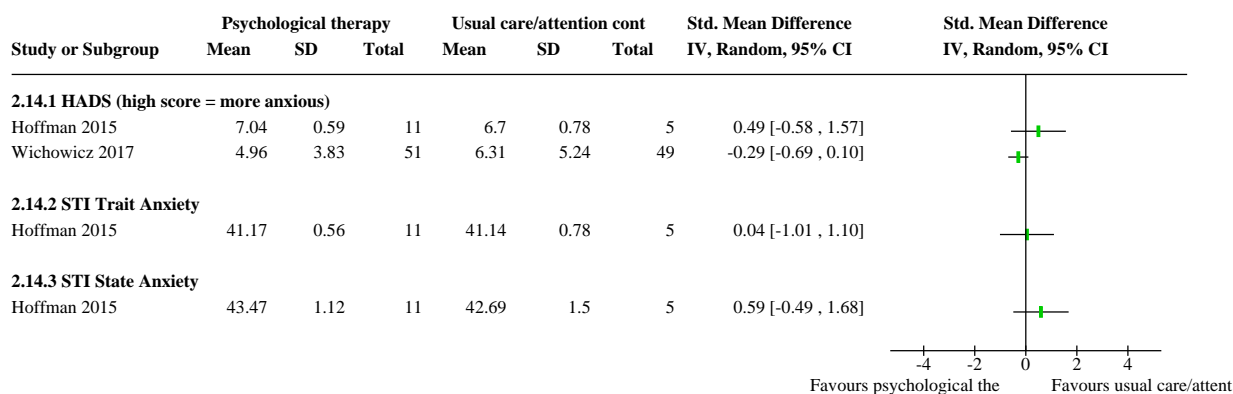 Psychological therapy Usual care/attention cont Std. Mean Difference Std. Mean Difference
Study or Subgroup Mean SD Total Mean SD Total IV, Random, 95% CI IV, Random, 95% CI
2.14.1 HADS (high score = more anxious)
Hoffman 2015 7.04 0.59 11 6.7 0.78 5 0.49 [-0.58 , 1.57]
Wichowicz 2017 4.96 3.83 51 6.31 5.24 49 -0.29 [-0.69 , 0.10]
2.14.2 STI Trait Anxiety
Hoffman 2015 41.17 0.56 11 41.14 0.78 5 0.04 [-1.01 , 1.10]
2.14.3 STI State Anxiety
Hoffman 2015 43.47 1.12 11 42.69 1.5 5 0.59 [-0.49 , 1.68]
-4 -2 0 2 4
Favours psychological the Favours usual care/attent